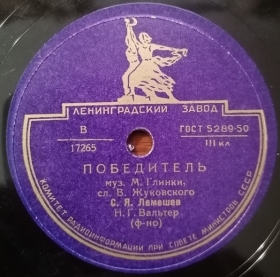 ЛЕНИНГРАДСКИЙ ЗАВОД
В
17265
ГОСТ 5289-50
III кл
ПОБЕДИТЕЛЬ
муз. М. Глинки,
сл. В. Жуковского
С. Я. Лемешев
Н. Г. Вальтер
(ф-но)
КОМИТЕТ РАДИОИНФОРМАЦИИ ПРИ СОВЕТЕ МИНИСТРОВ СССР